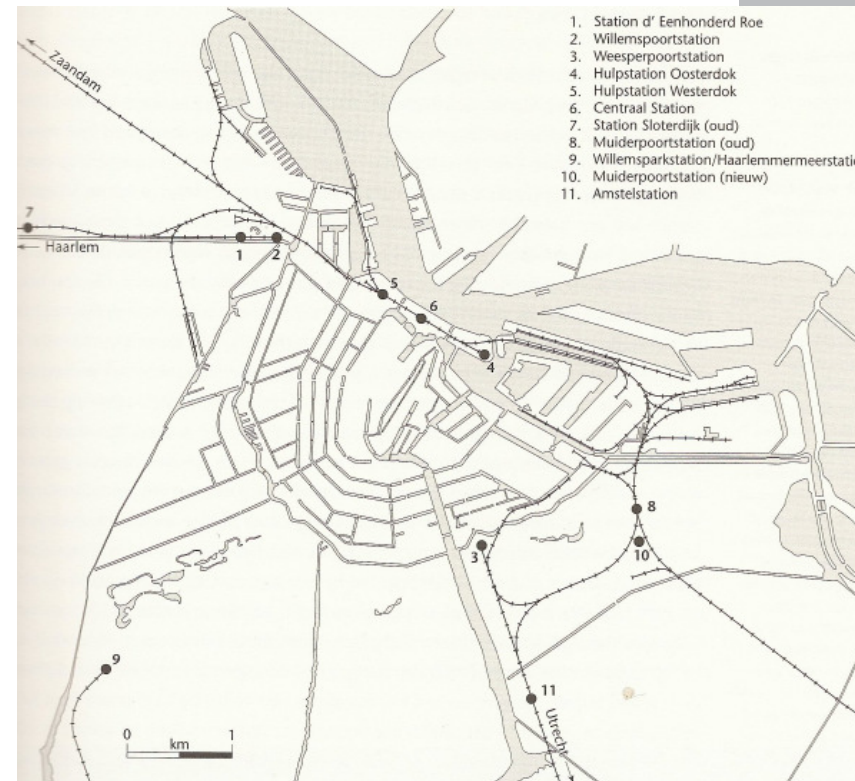 1. Station d' Eenhonderd Roe
2. Willemspoortstation
3. Weesperpoortstation
4. Hulpstation Oosterdok
5. Hulpstation Westerdok
6. Centraal Station
7. Station Sloterdijk (oud)
8. Muiderpoortstation (oud)
9. Willemsparkstation/Haarlemmermeerstatio
10. Muiderpoortstation (nieuw)
11. Amstelstation
Zaandam
7
Haarlem
1
2
5
6
4
8
3
10
9
11
Utrecht
0
1
km